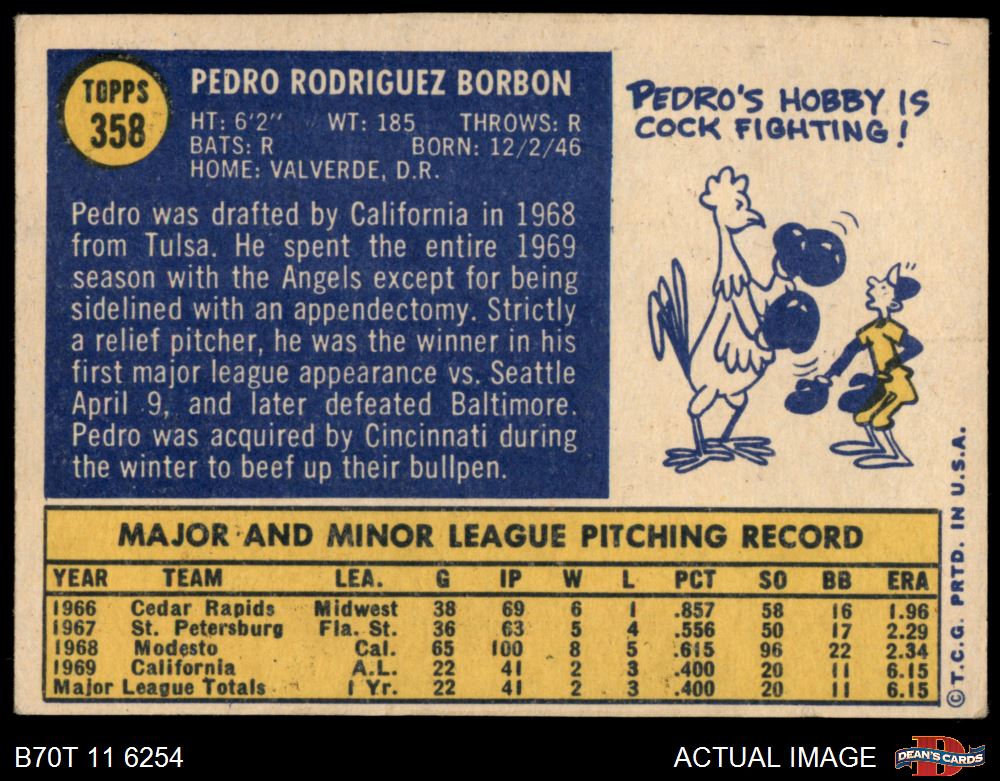 TOPPS
358
PEDRO RODRIGUEZ BORBON
HT: 6'2" WT: 185 THROWS: R
BATS: R BORN: 12/2/46
HOME: VALVERDE, D.R.
Pedro was drafted by California in 1968
from Tulsa. He spent the entire 1969
season with the Angels except for being
sidelined with an appendectomy. Strictly
a relief pitcher, he was the winner in his
first major league appearance vs. Seattle
April 9, and later defeated Baltimore.
Pedro was acquired by Cincinnati during
the winter to beef up their bullpen.
PEDRO'S HOBBY IS
COCK FIGHTING!
MAJOR AND MINOR LEAGUE PITCHING RECORD
YEAR TEAM LEA. G IP W L PCT SO BB ERA
1966 Cedar Rapids Midwest 38 69 6 1 .857 58 16 1.96
1967 St. Petersburg Fla. St. 36 63 5 4 .556 50 17 2.29
1968 Modesto Cal. 65 100 8 5 .615 96 22 2.34
1969 California A.L. 22 41 2 3 .400 20 11 6.15
Major League Totals 1 Yr. 22 41 2 3 .400 20 11 6.15
© T.C.G. PRTD. IN U.S.A.
B70T 11 6254
ACTUAL IMAGE
D
DEAN'S CARDS